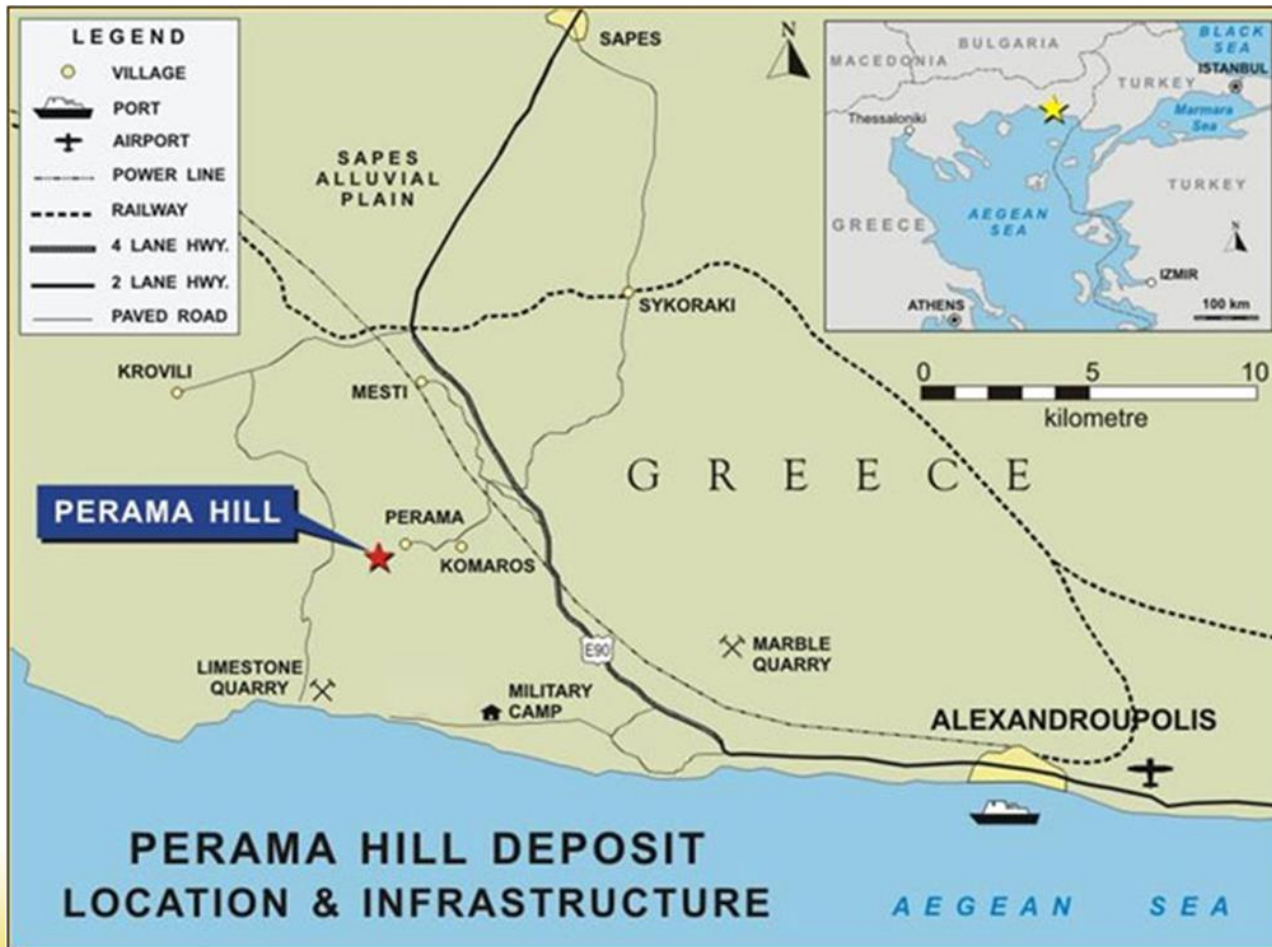 LEGEND
VILLAGE
PORT
AIRPORT
POWER LINE
RAILWAY
4 LANE HWY.
2 LANE HWY.
PAVED ROAD
SAPES
N
SAPES
ALLUVIAL
PLAIN
BLACK
SEA
BULGARIA
MACEDONIA
ISTANBUL
TURKEY
Thessaloniki
Marmara
Sea
TURKEY
AEGEAN
SEA
GREECE
N
IZMIR
ATHENS
100 km
SYKORAKI
KROVILI
MESTI
0 5 10
kilometre
GREECE
PERAMA HILL
PERAMA
KOMAROS
E90
MARBLE
QUARRY
LIMESTONE
QUARRY
MILITARY
CAMP
ALEXANDROUPOLIS
PERAMA HILL DEPOSIT
LOCATION & INFRASTRUCTURE
AEGEAN SEA